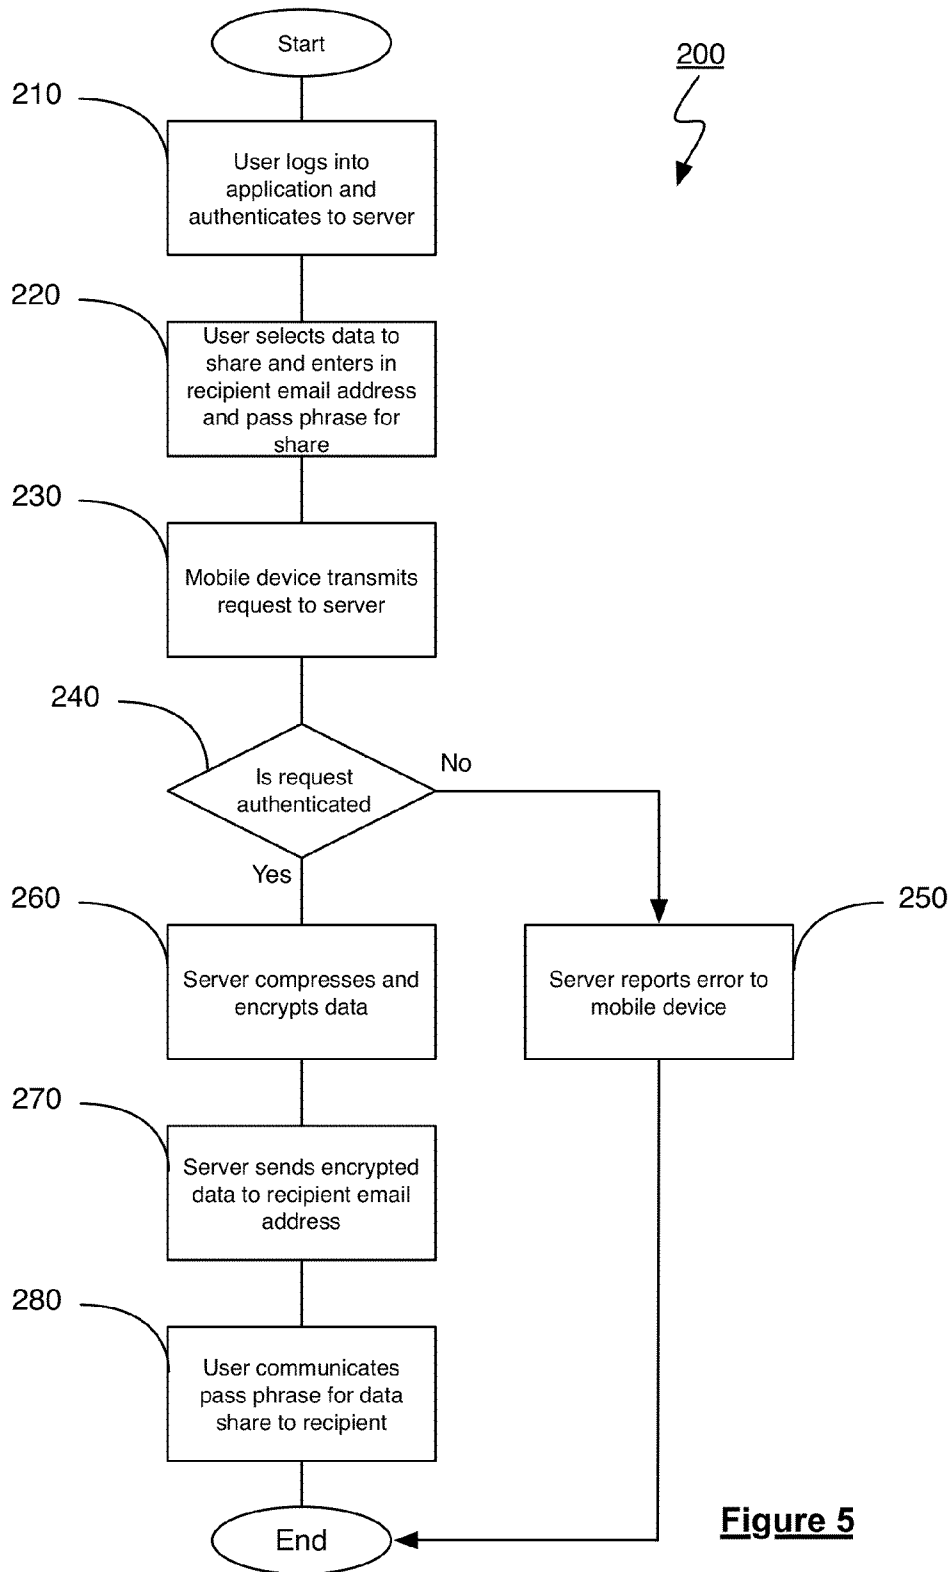 Start
200
210
User logs into
application and
authenticates to server
220
User selects data to
share and enters in
recipient email address
and pass phrase for
share
230
Mobile device transmits
request to server
240
Is request
authenticated
No
Yes
260
Server compresses and
encrypts data
250
Server reports error to
mobile device
270
Server sends encrypted
data to recipient email
address
280
User communicates
pass phrase for data
share to recipient
End
Figure 5